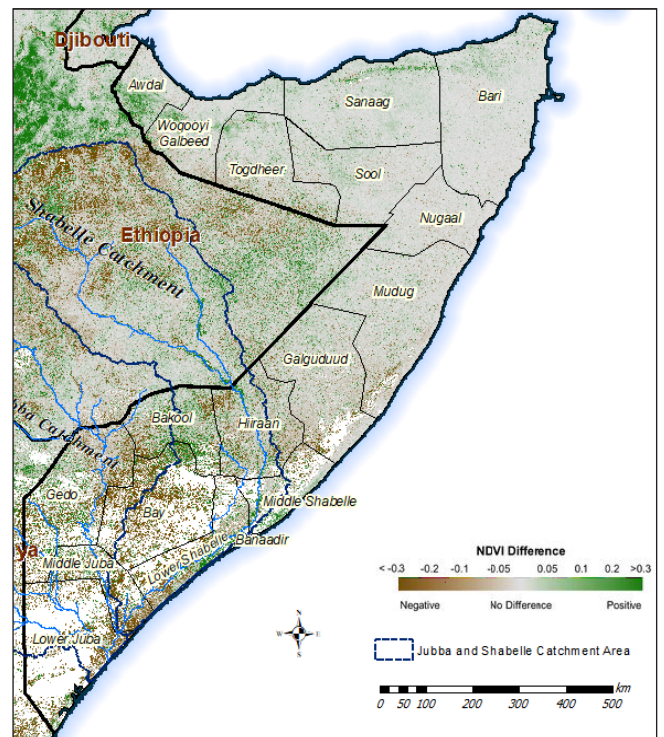 Djibouti
Awdal
Sanaag
Bari
Woqooyi
Galbeed
Togdheer
Sool
Shabelle Catchment
Ethiopia
Nugaal
Mudug
Galguduud
Bakool
Hiiraan
bba Catchment
Gedo
Bay
Middle Shabelle
Banaadir
Lower Shabelle
ya
Middle Juba
Lower Juba
NDVI Difference
< -0.3 -0.2 -0.1 -0.05 0.05 0.1 0.2 >0.3
Negative No Difference Positive
N
W E
S
Jubba and Shabelle Catchment Area
km
0 50 100 200 300 400 500